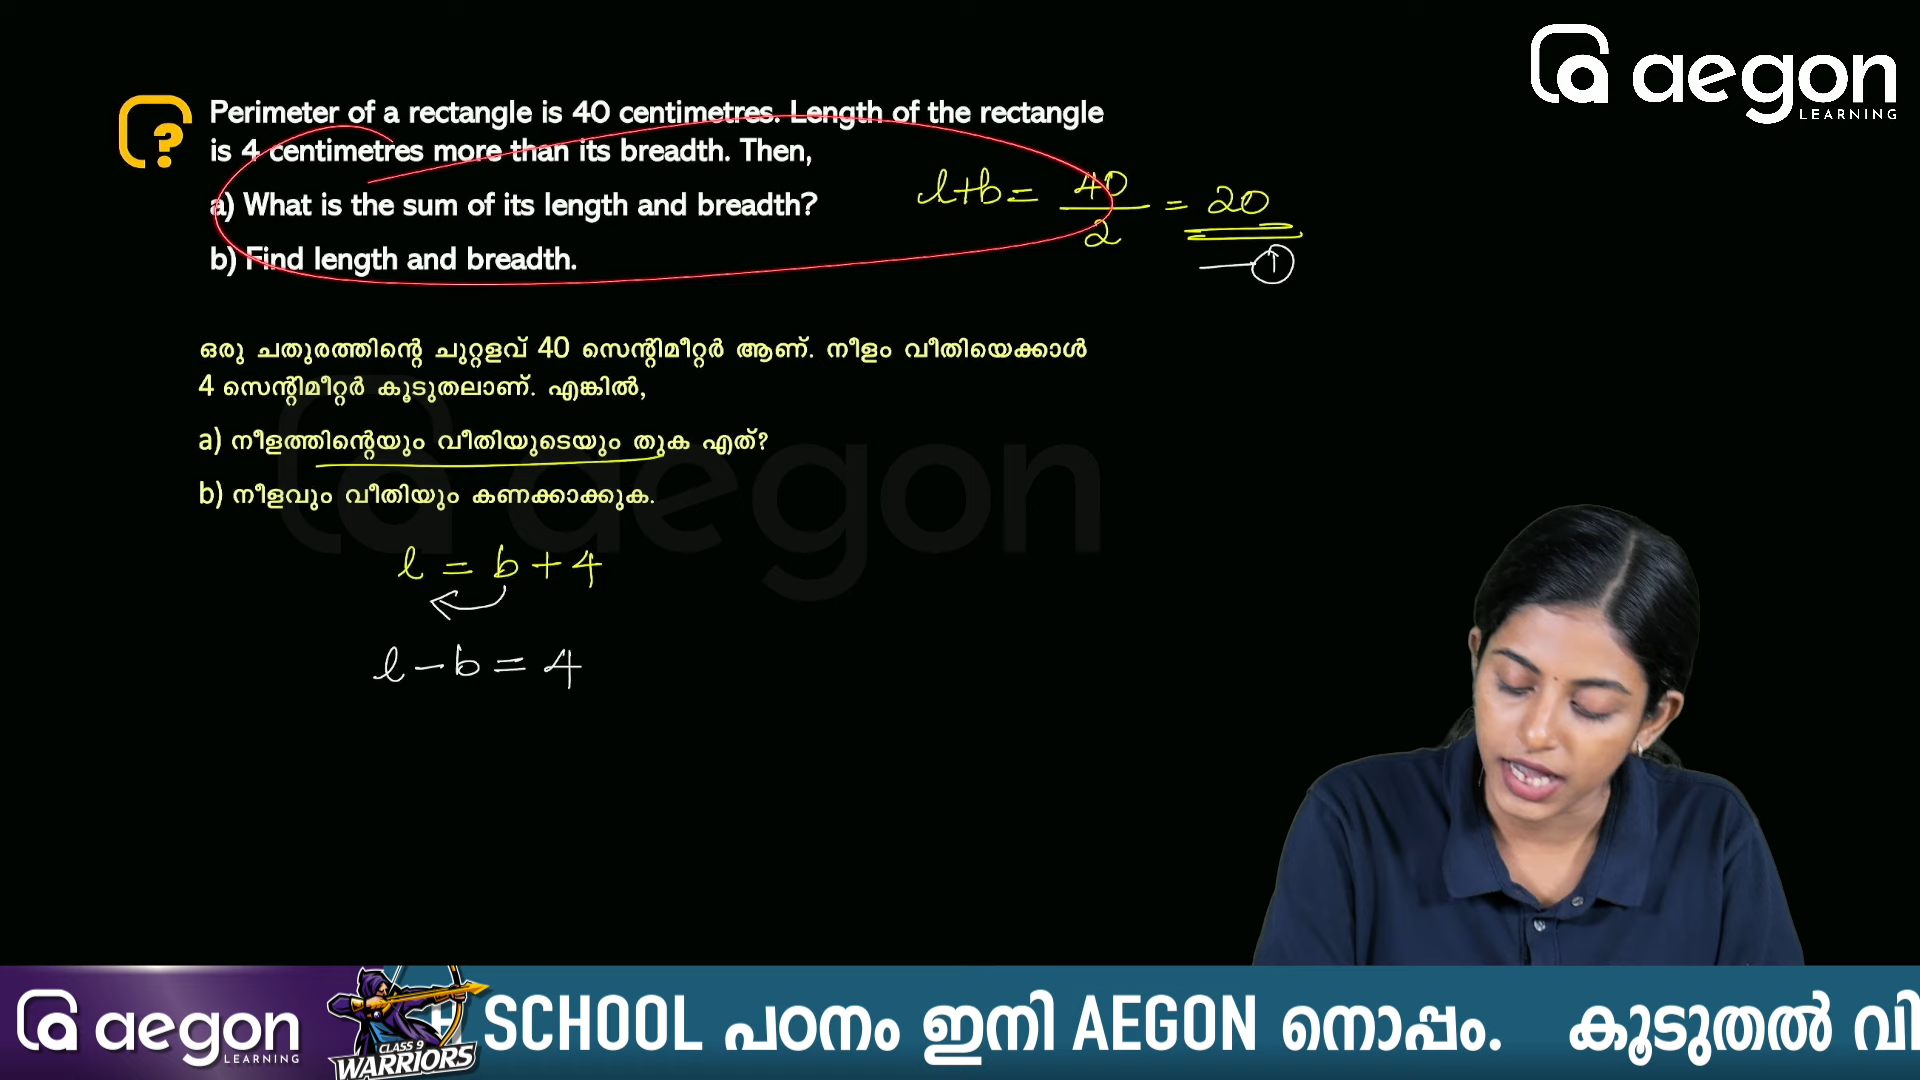 aegon
LEARNING
?
Perimeter of a rectangle is 40 centimetres. Length of the rectangle
is 4 centimetres more than its breadth. Then,
a) What is the sum of its length and breadth?
b) Find length and breadth.
l+b = 40/2 = 20
—①
ഒരു ചതുരത്തിന്റെ ചുറ്റളവ് 40 സെന്റിമീറ്റർ ആണ്. നീളം വീതിയെക്കാൾ
4 സെന്റിമീറ്റർ കൂടുതലാണ്. എങ്കിൽ,
a) നീളത്തിന്റെയും വീതിയുടെയും തുക എത്?
b) നീളവും വീതിയും കണക്കാക്കുക.
aegon
l = b + 4
l - b = 4
aegon
LEARNING
CLASS 9
WARRIORS
SCHOOL പഠനം ഇനി AEGON നൊപ്പം. കൂടുതൽ വി